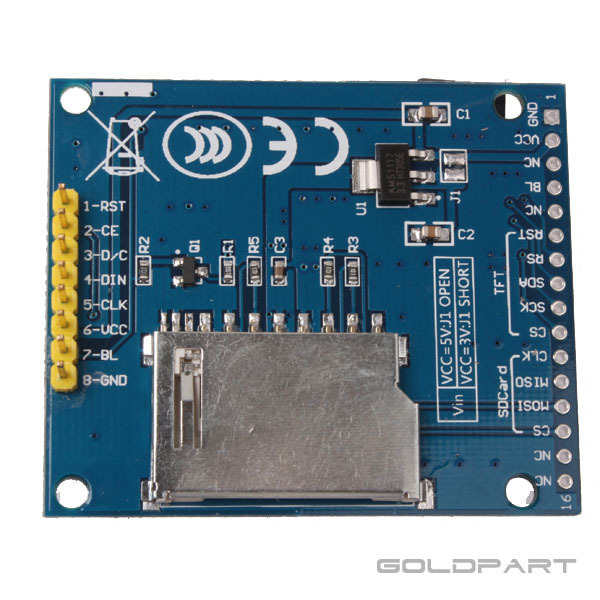 1-RST
2-CE
3-D/C
4-DIN
5-CLK
6-VCC
7-BL
8-GND
R2
Q1
R1
R5
C3
R4
R3
CCC
CE
C1
U1
AMS1117
J1
C2
VCC=5V:J1 OPEN
VCC=3V:J1 SHORT
Vin
TFT
SDCard
1
GND
VCC
NC
BL
NC
RST
RS
SDA
SCK
CS
CLK
MISO
MOSI
CS
NC
NC
16
GOLDPART